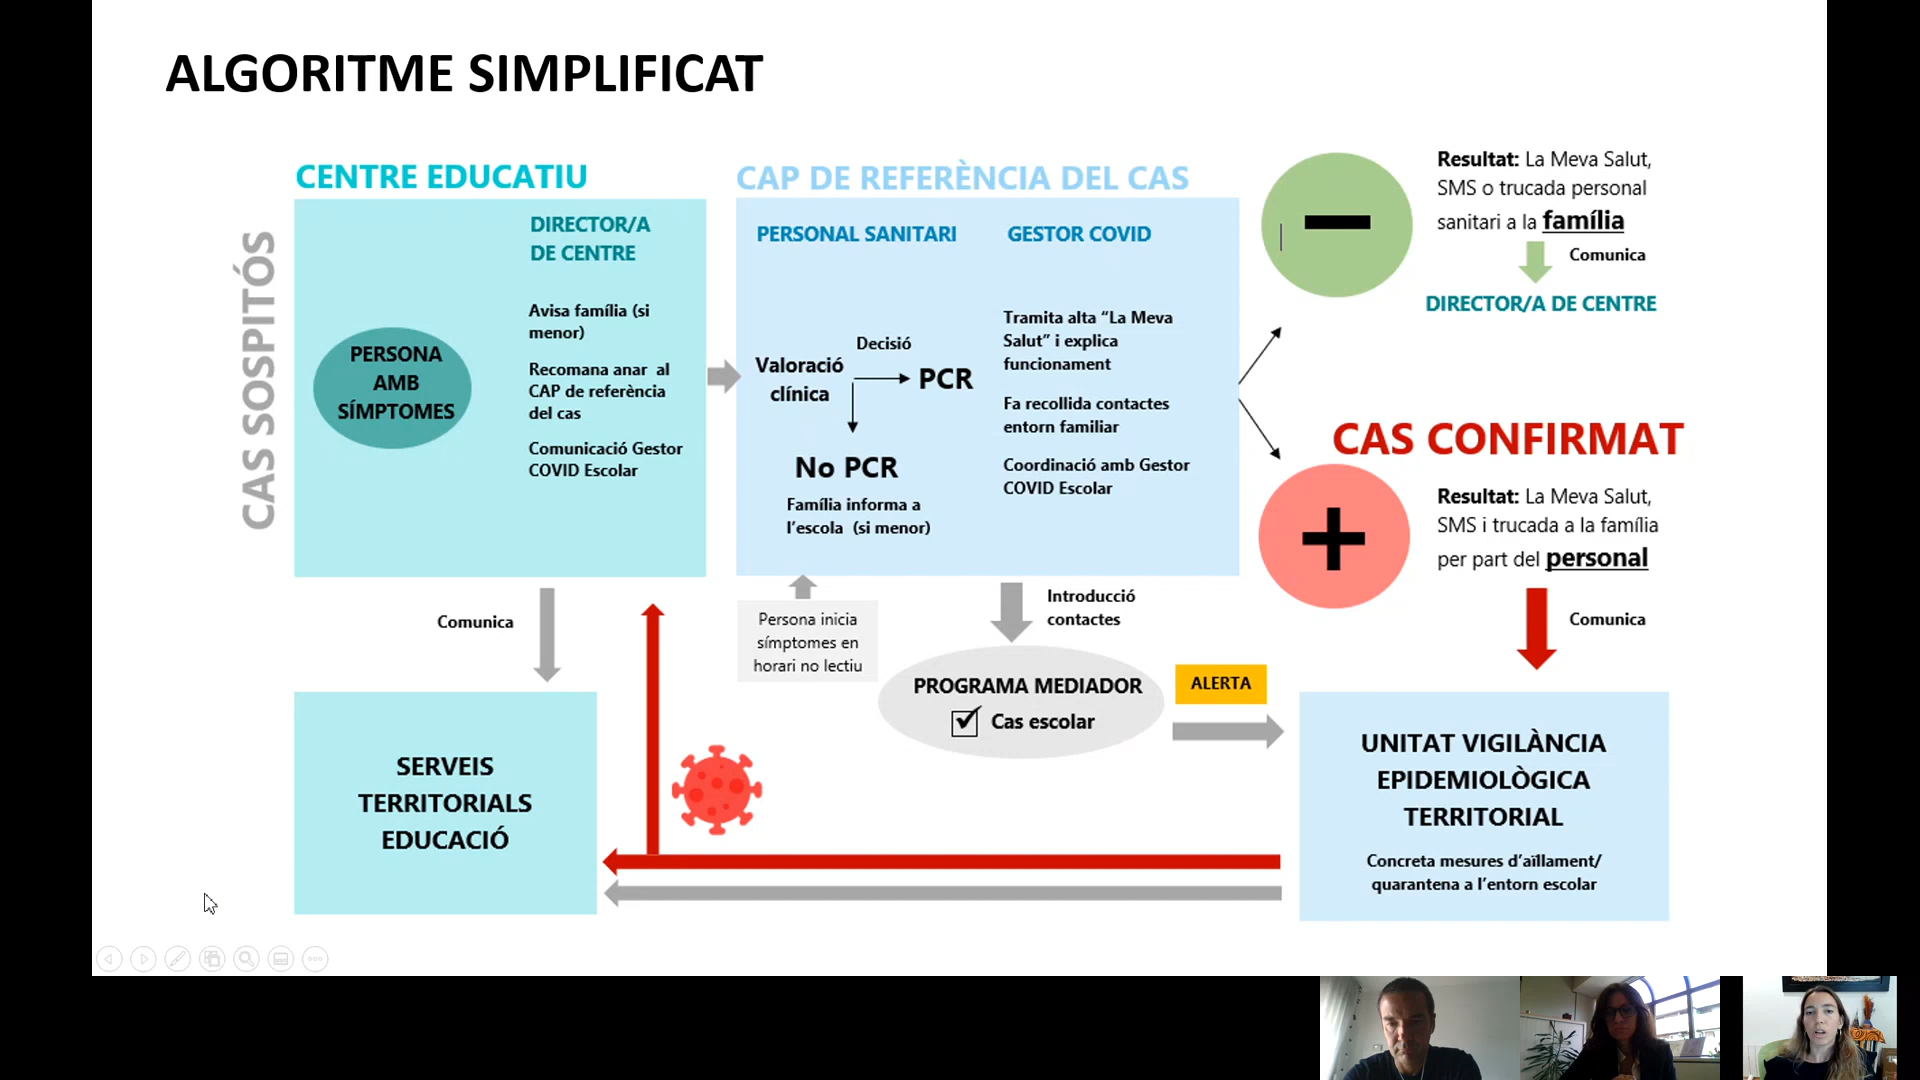 ALGORITME SIMPLIFICAT
CAS SOSPITÓS
CENTRE EDUCATIU
DIRECTOR/A
DE CENTRE
PERSONA
AMB
SÍMPTOMES
Avisa família (si
menor)
Recomana anar al
CAP de referència
del cas
Comunicació Gestor
COVID Escolar
CAP DE REFERÈNCIA DEL CAS
PERSONAL SANITARI
Valoració
clínica
Decisió
PCR
No PCR
Família informa a
l'escola (si menor)
GESTOR COVID
Tramita alta "La Meva
Salut" i explica
funcionament
Fa recollida contactes
entorn familiar
Coordinació amb Gestor
COVID Escolar
Resultat: La Meva Salut,
SMS o trucada personal
sanitari a la família
Comunica
DIRECTOR/A DE CENTRE
CAS CONFIRMAT
Resultat: La Meva Salut,
SMS i trucada a la família
per part del personal
Comunica
Comunica
Persona inicia
símptomes en
horari no lectiu
Introducció
contactes
PROGRAMA MEDIADOR
Cas escolar
ALERTA
SERVEIS
TERRITORIALS
EDUCACIÓ
UNITAT VIGILÀNCIA
EPIDEMIOLÒGICA
TERRITORIAL
Concreta mesures d'aïllament/
quarantena a l'entorn escolar